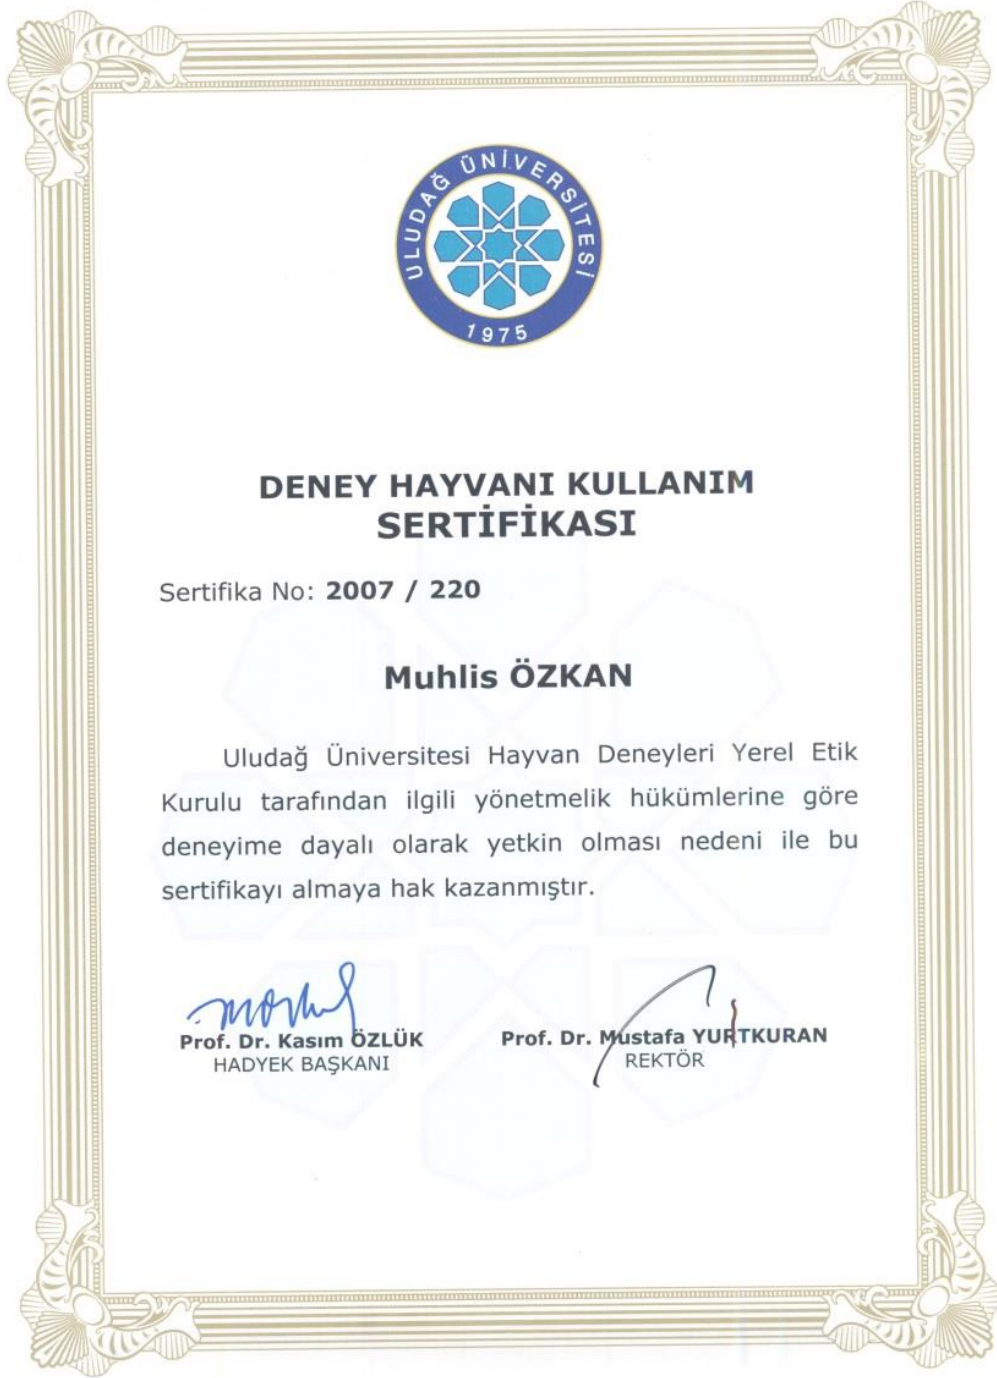 ULUDAĞ ÜNİVERSİTESİ
1975
DENEY HAYVANI KULLANIM
SERTİFİKASI
Sertifika No: 2007 / 220
Muhlis ÖZKAN
Uludağ Üniversitesi Hayvan Deneyleri Yerel Etik
Kurulu tarafından ilgili yönetmelik hükümlerine göre
deneyime dayalı olarak yetkin olması nedeni ile bu
sertifikayı almaya hak kazanmıştır.
Prof. Dr. Kasım ÖZLÜK
HADYEK BAŞKANI
Prof. Dr. Mustafa YURTKURAN
REKTÖR